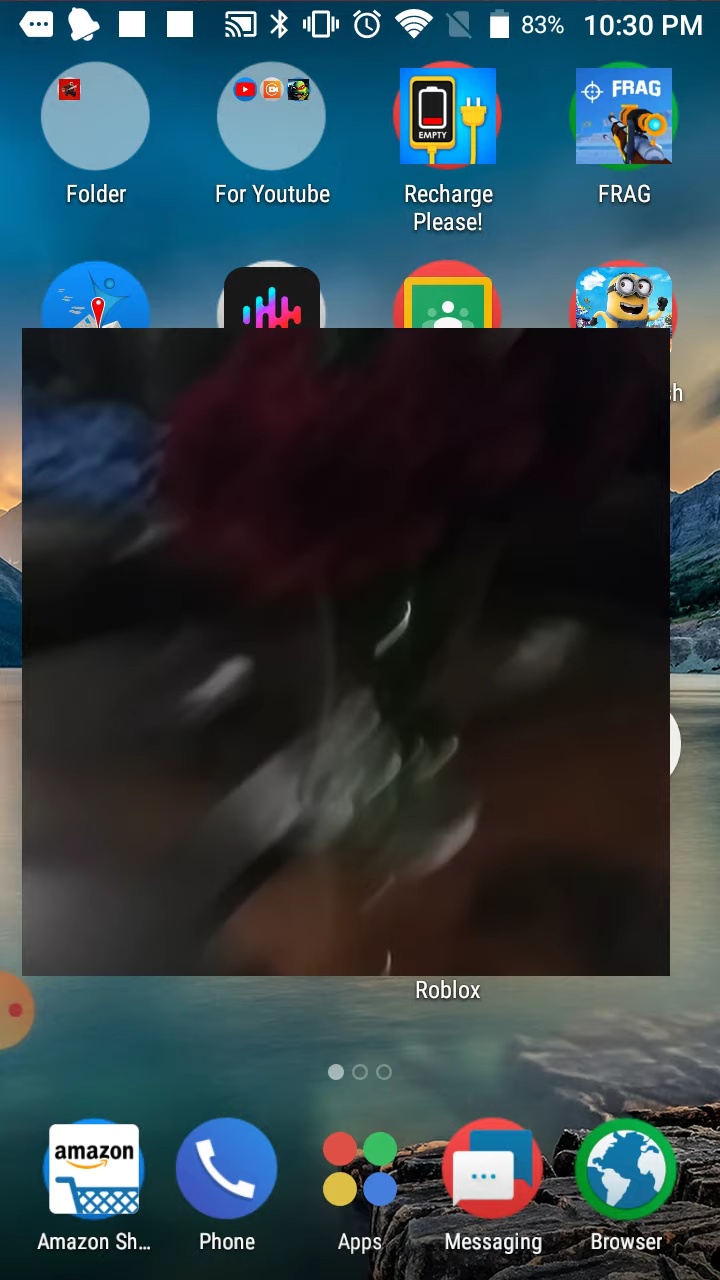 83% 10:30 PM
EMPTY
FRAG
Folder
For Youtube
Recharge
Please!
FRAG
h
Roblox
amazon
Amazon Sh...
Phone
Apps
Messaging
Browser